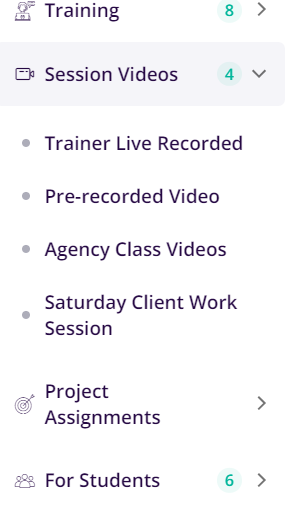 Training 8
Session Videos 4
Trainer Live Recorded
Pre-recorded Video
Agency Class Videos
Saturday Client Work
Session
Project
Assignments
For Students 6